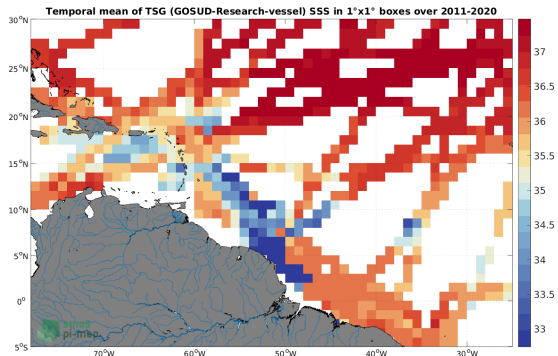 Temporal mean of TSG (GOSUD-Research-vessel) SSS in 1°x1° boxes over 2011-2020
30°N
25°N
20°N
15°N
10°N
5°N
0°
5°S
70°W
60°W
50°W
40°W
30°W
37
36.5
36
35.5
35
34.5
34
33.5
33
pi-mep